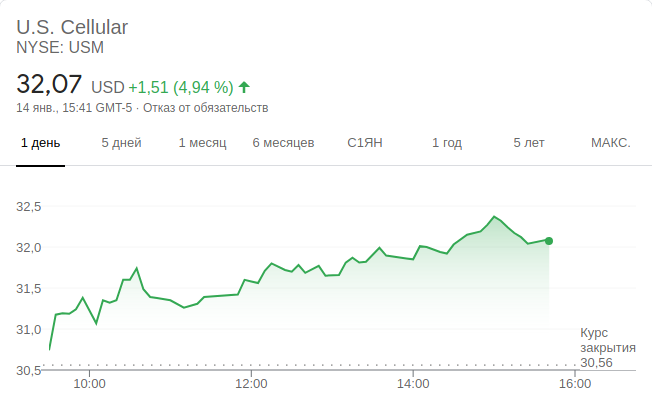 U.S. Cellular
NYSE: USM
32,07 USD +1,51 (4,94 %)
14 янв., 15:41 GMT-5 · Отказ от обязательств
1 день 5 дней 1 месяц 6 месяцев С1ЯН 1 год 5 лет МАКС.
32,5
32,0
31,5
31,0
Курс
закрытия
30,56
30,5
10:00 12:00 14:00 16:00